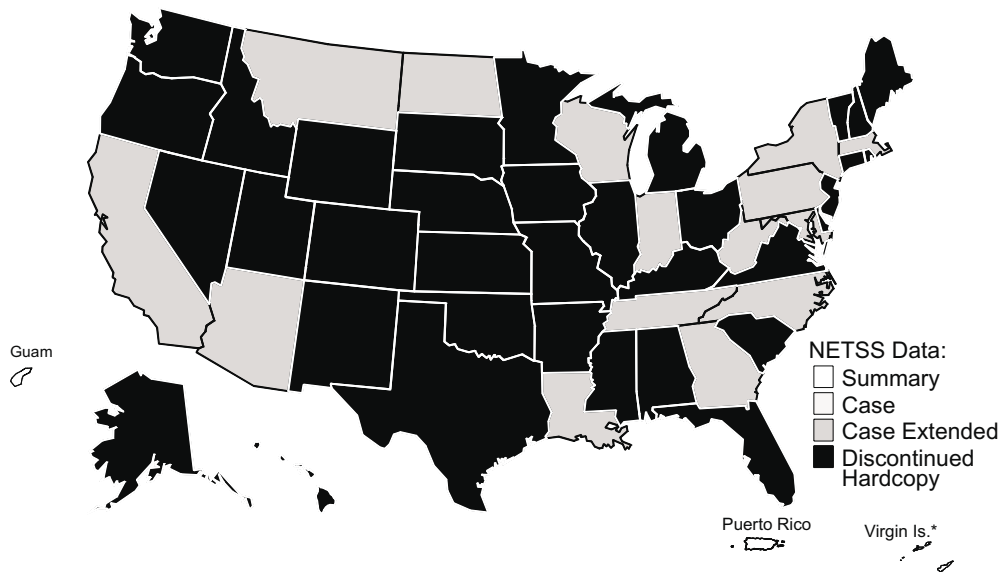 Guam
NETSS Data:
Summary
Case
Case Extended
Discontinued
Hardcopy
Puerto Rico
Virgin Is.*